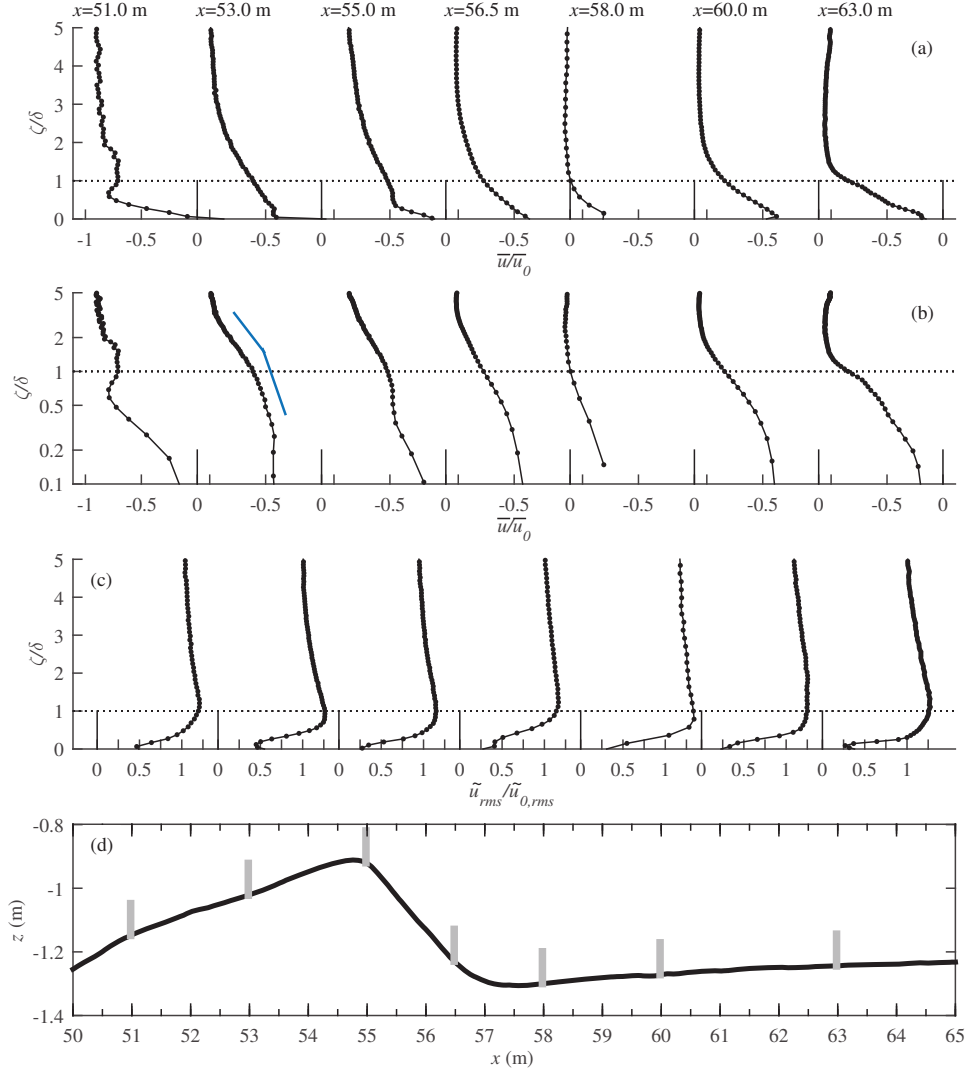 x=51.0 m x=53.0 m x=55.0 m x=56.5 m x=58.0 m x=60.0 m x=63.0 m
5
4
3
2
1
0
ζ/δ
(a)
-1 -0.5 0 -0.5 0 -0.5 0 -0.5 0 -0.5 0 -0.5 0 -0.5 0
u̅/u̅₀
5
2
1
0.5
0.2
0.1
ζ/δ
(b)
-1 -0.5 0 -0.5 0 -0.5 0 -0.5 0 -0.5 0 -0.5 0 -0.5 0
u̅/u̅₀
5
4
3
2
1
0
ζ/δ
(c)
0 0.5 1 0 0.5 1 0 0.5 1 0 0.5 1 0 0.5 1 0 0.5 1 0 0.5 1
ũrms/ũ0,rms
-0.8
-1
-1.2
-1.4
z (m)
(d)
50 51 52 53 54 55 56 57 58 59 60 61 62 63 64 65
x (m)